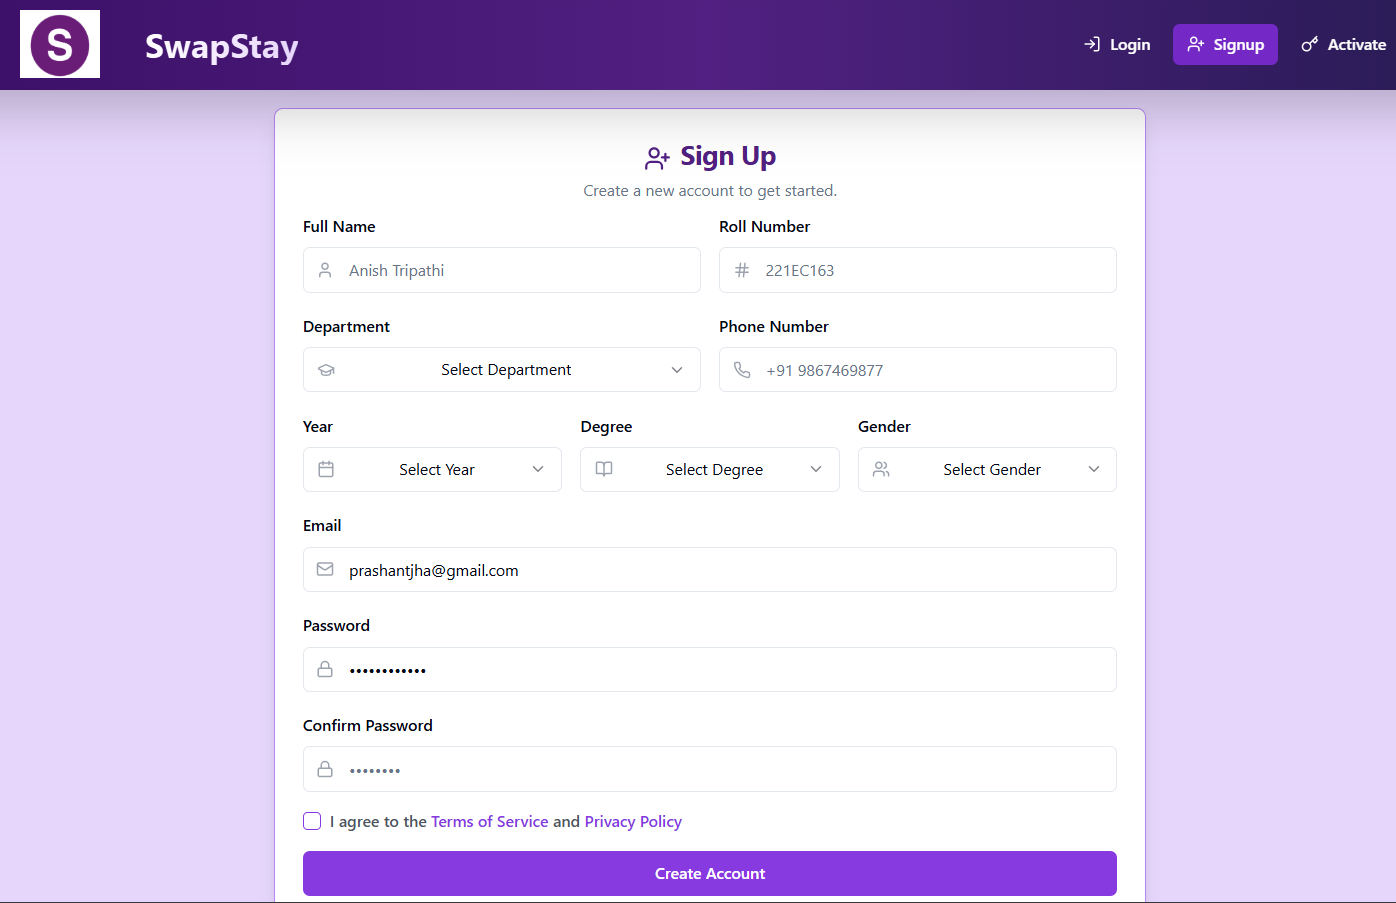 S SwapStay Login Signup Activate
Sign Up
Create a new account to get started.
Full Name Roll Number
Anish Tripathi # 221EC163
Department Phone Number
Select Department +91 9867469877
Year Degree Gender
Select Year Select Degree Select Gender
Email
prashantjha@gmail.com
Password
••••••••••••
Confirm Password
••••••••
I agree to the Terms of Service and Privacy Policy
Create Account